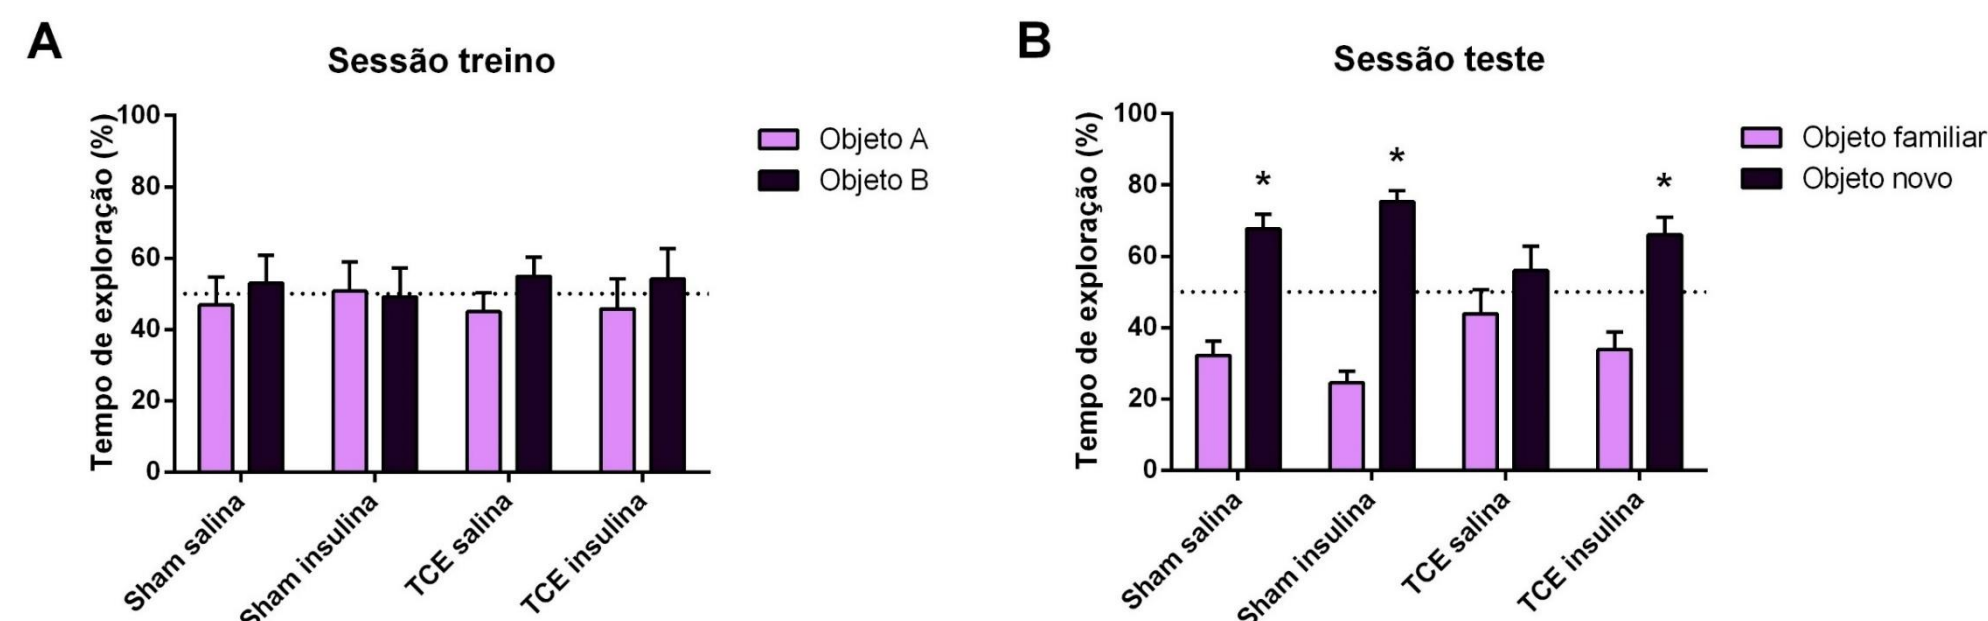 A
Sessão treino
Tempo de exploração (%)
100
80
60
40
20
0
Sham salina
Sham insulina
TCE salina
TCE insulina
Objeto A
Objeto B
B
Sessão teste
Tempo de exploração (%)
100
80
60
40
20
0
*
*
*
Sham salina
Sham insulina
TCE salina
TCE insulina
Objeto familiar
Objeto novo